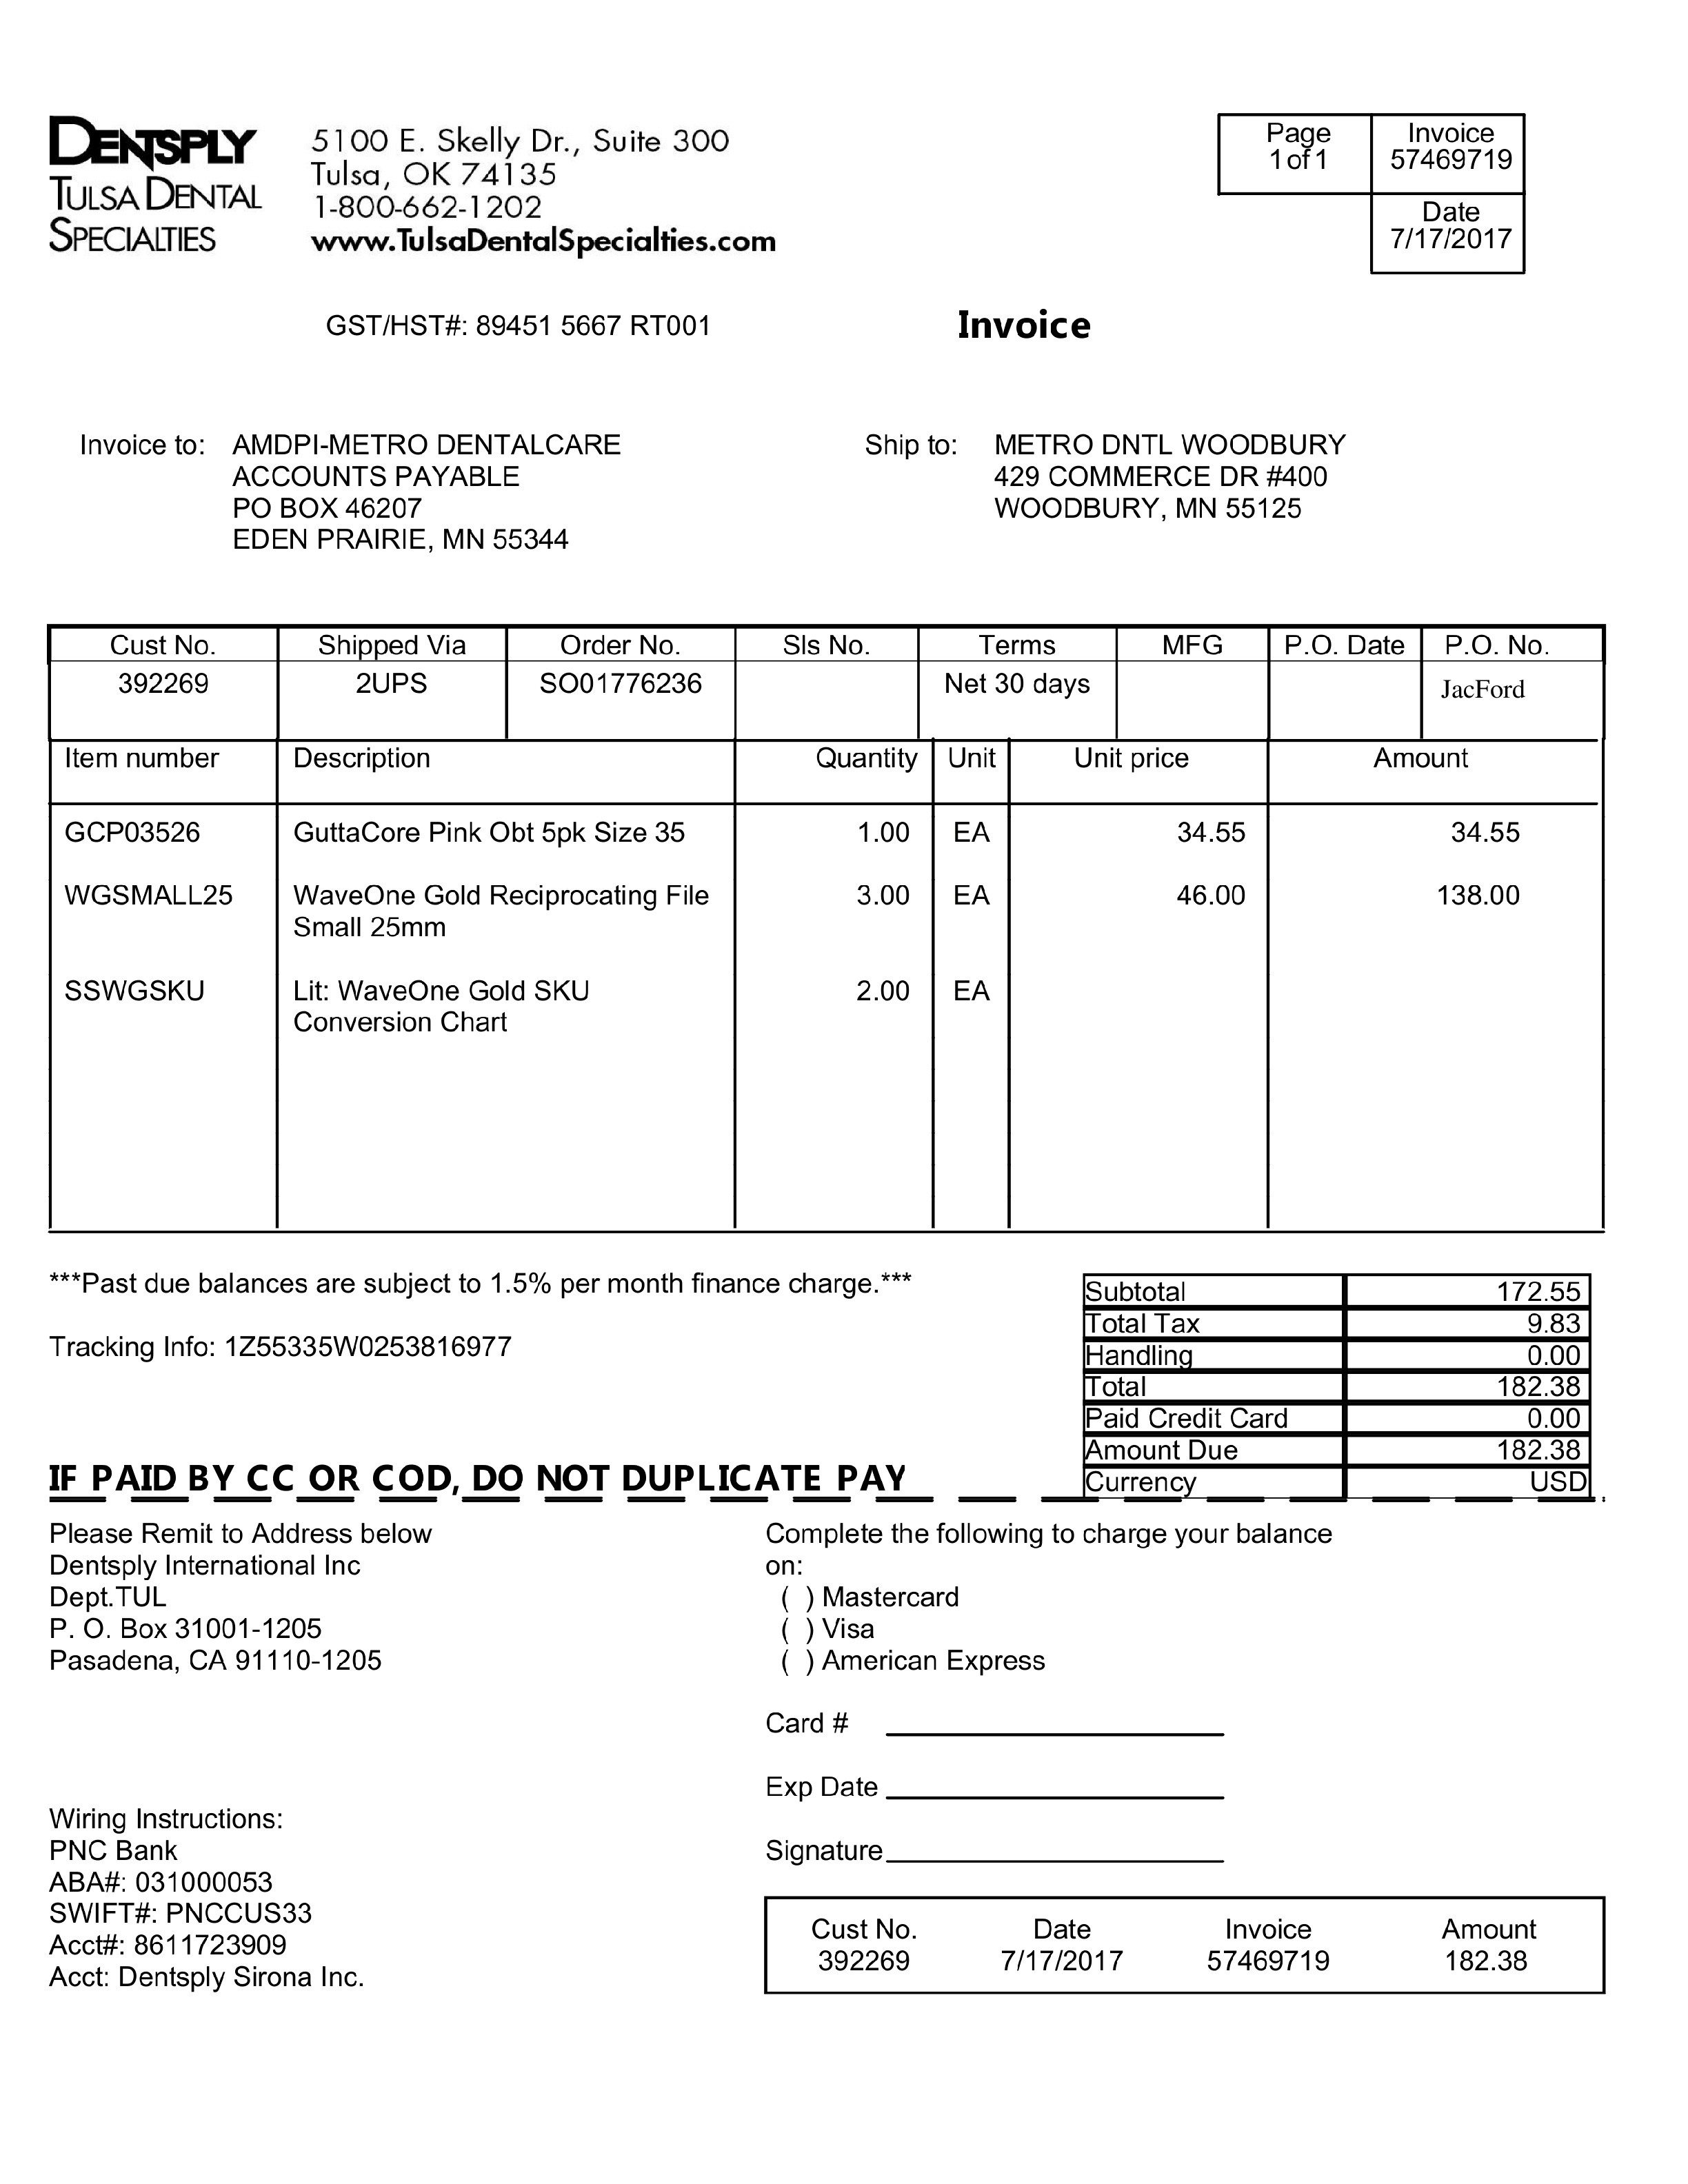 DENTSPLY
TULSA DENTAL
SPECIALTIES
5100 E. Skelly Dr., Suite 300
Tulsa, OK 74135
1-800-662-1202
www.TulsaDentalSpecialties.com
Page
1 of 1
Invoice
57469719
Date
7/17/2017
GST/HST#: 89451 5667 RT001
Invoice
Invoice to: AMDPI-METRO DENTALCARE
ACCOUNTS PAYABLE
PO BOX 46207
EDEN PRAIRIE, MN 55344
Ship to: METRO DNTL WOODBURY
429 COMMERCE DR #400
WOODBURY, MN 55125
Cust No. Shipped Via Order No. Sls No. Terms MFG P.O. Date P.O. No.
392269 2UPS SO01776236 Net 30 days JacFord
Item number Description Quantity Unit Unit price Amount
GCP03526 GuttaCore Pink Obt 5pk Size 35 1.00 EA 34.55 34.55
WGSMALL25 WaveOne Gold Reciprocating File 3.00 EA 46.00 138.00
Small 25mm
SSWGSKU Lit: WaveOne Gold SKU 2.00 EA
Conversion Chart
***Past due balances are subject to 1.5% per month finance charge.***
Tracking Info: 1Z55335W0253816977
Subtotal 172.55
Total Tax 9.83
Handling 0.00
Total 182.38
Paid Credit Card 0.00
Amount Due 182.38
Currency USD
IF PAID BY CC OR COD, DO NOT DUPLICATE PAY
Please Remit to Address below
Dentsply International Inc
Dept.TUL
P. O. Box 31001-1205
Pasadena, CA 91110-1205
Complete the following to charge your balance
on:
( ) Mastercard
( ) Visa
( ) American Express
Card #
Exp Date
Signature
Wiring Instructions:
PNC Bank
ABA#: 031000053
SWIFT#: PNCCUS33
Acct#: 8611723909
Acct: Dentsply Sirona Inc.
Cust No. Date Invoice Amount
392269 7/17/2017 57469719 182.38